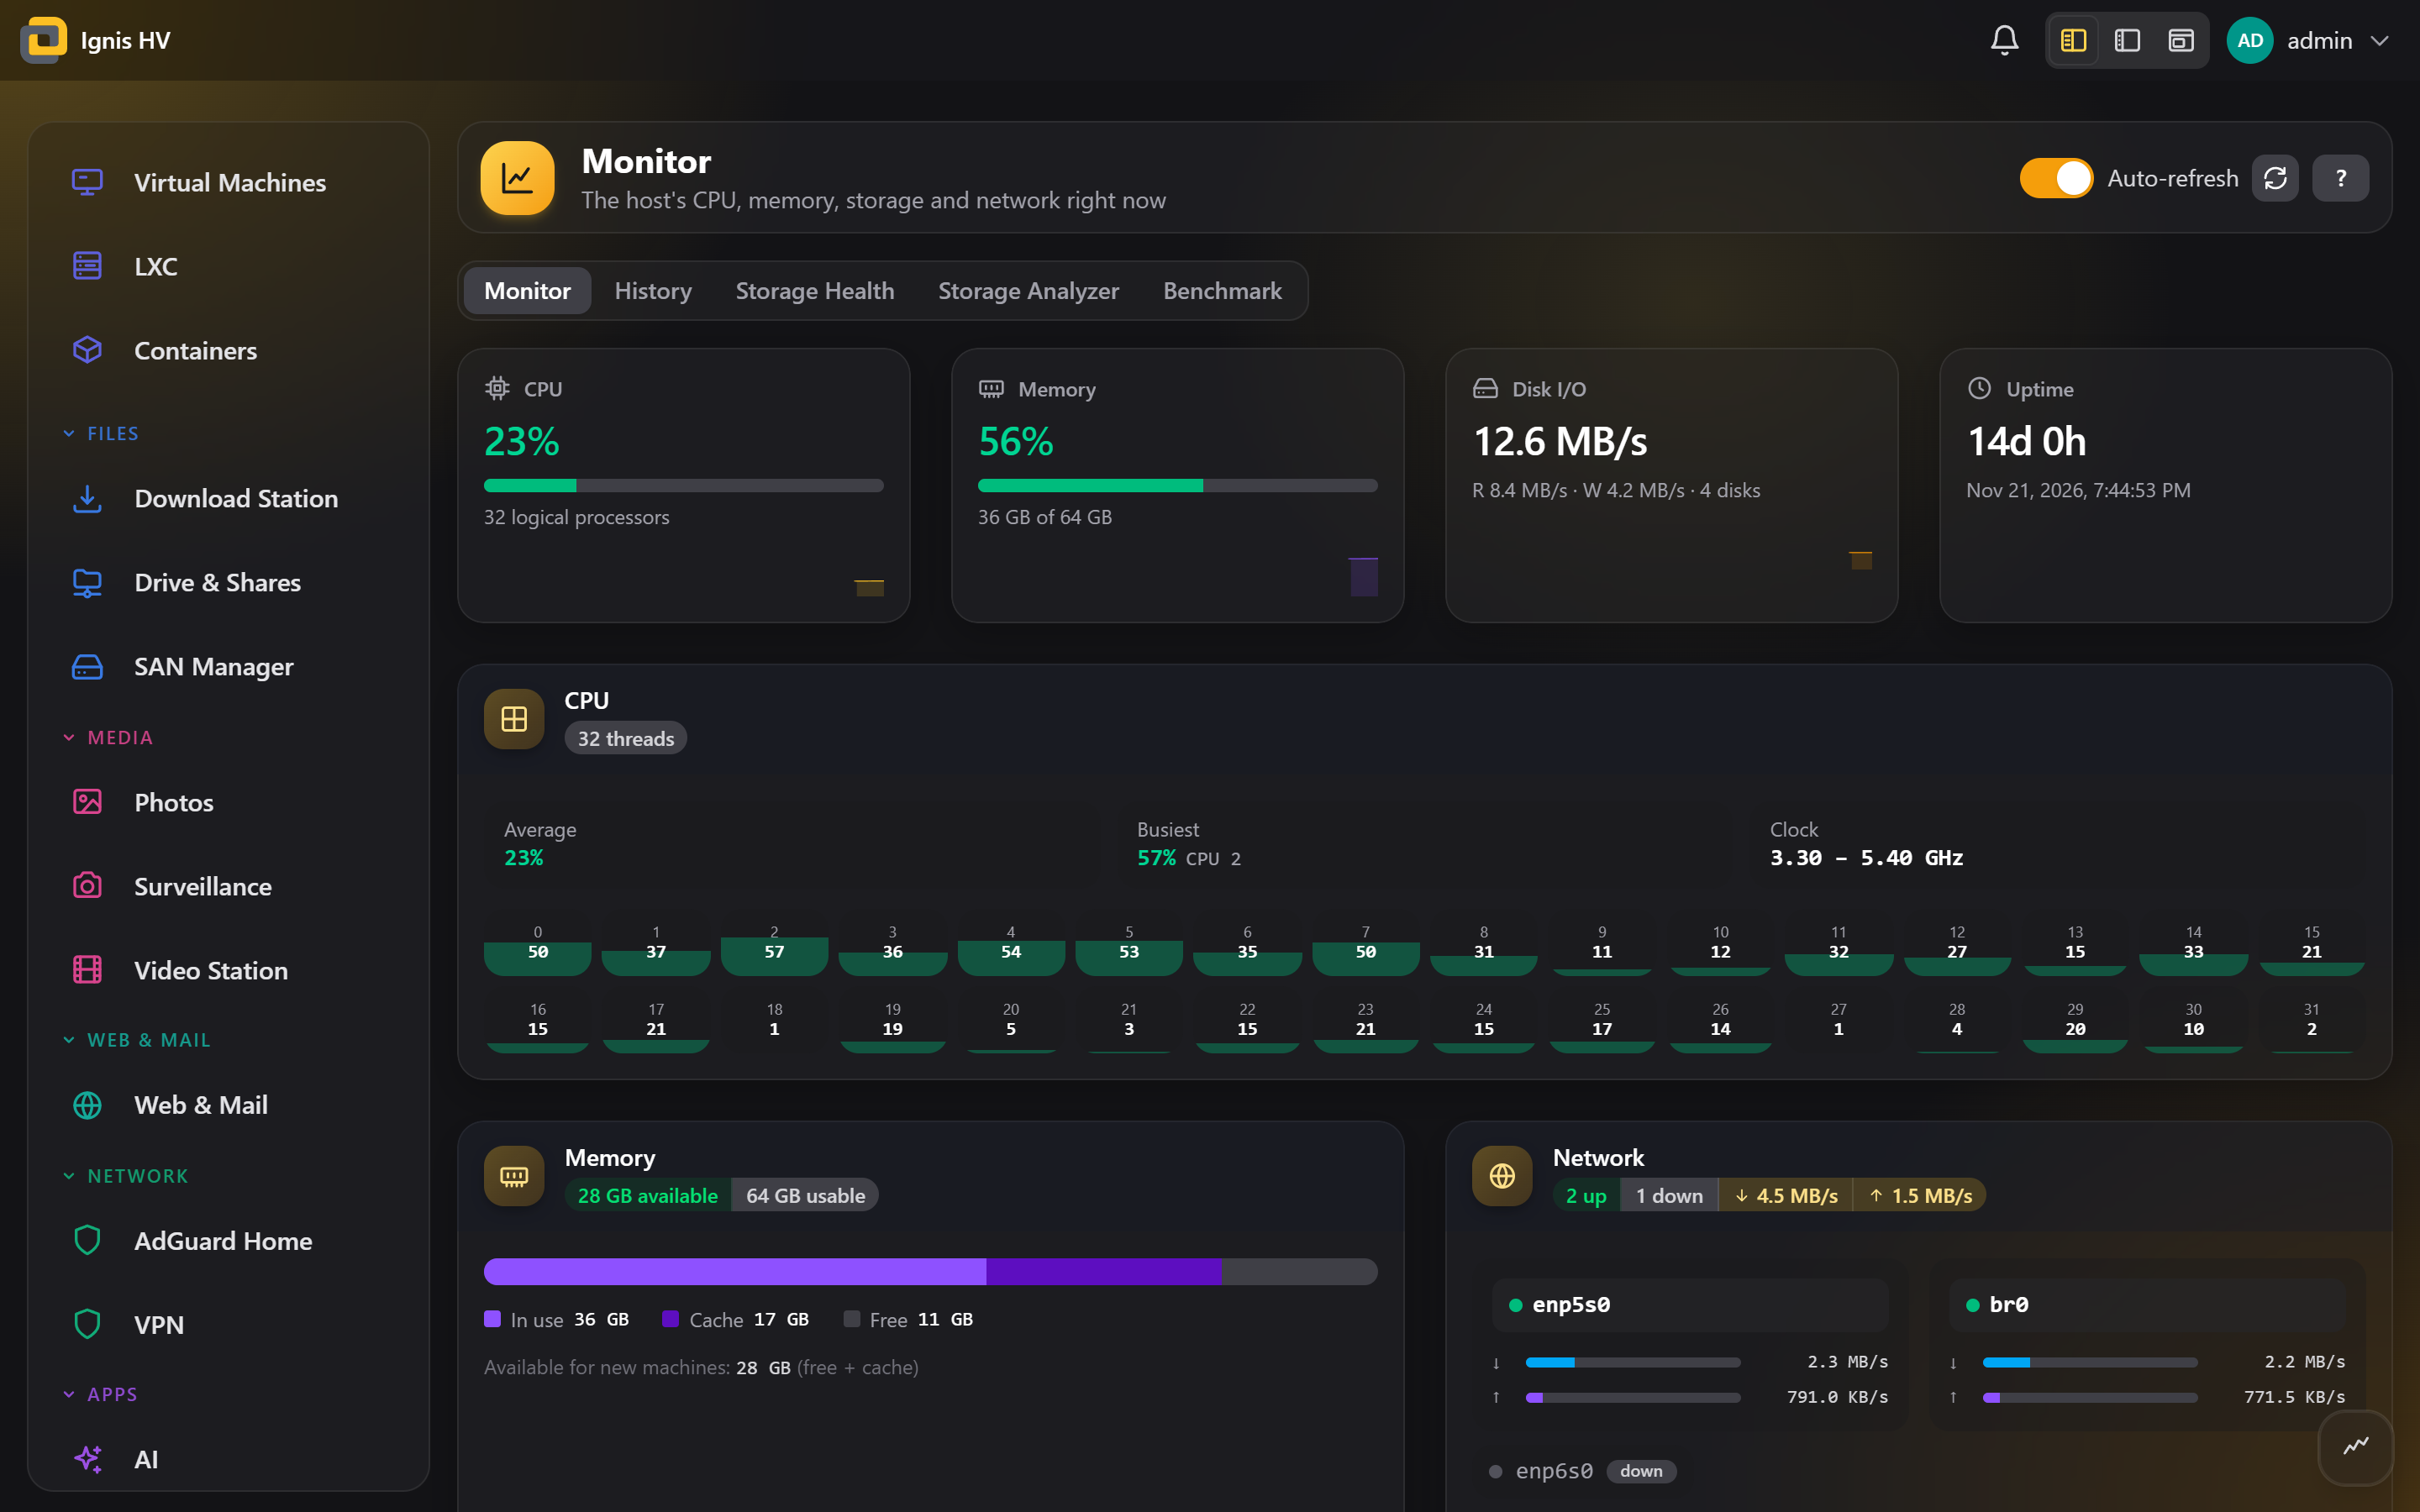 Ignis HV
AD admin
Virtual Machines
LXC
Containers
FILES
Download Station
Drive & Shares
SAN Manager
MEDIA
Photos
Surveillance
Video Station
WEB & MAIL
Web & Mail
NETWORK
AdGuard Home
VPN
APPS
AI
Monitor
The host's CPU, memory, storage and network right now
Auto-refresh ?
Monitor History Storage Health Storage Analyzer Benchmark
CPU
23%
32 logical processors
Memory
56%
36 GB of 64 GB
Disk I/O
12.6 MB/s
R 8.4 MB/s · W 4.2 MB/s · 4 disks
Uptime
14d 0h
Nov 21, 2026, 7:44:53 PM
CPU
32 threads
Average
23%
Busiest
57% CPU 2
Clock
3.30 – 5.40 GHz
0 1 2 3 4 5 6 7 8 9 10 11 12 13 14 15
50 37 57 36 54 53 35 50 31 11 12 32 27 15 33 21
16 17 18 19 20 21 22 23 24 25 26 27 28 29 30 31
15 21 1 19 5 3 15 21 15 17 14 1 4 20 10 2
Memory
28 GB available 64 GB usable
In use 36 GB Cache 17 GB Free 11 GB
Available for new machines: 28 GB (free + cache)
Network
2 up 1 down ↓ 4.5 MB/s ↑ 1.5 MB/s
enp5s0
↓ 2.3 MB/s
↑ 791.0 KB/s
br0
↓ 2.2 MB/s
↑ 771.5 KB/s
enp6s0 down